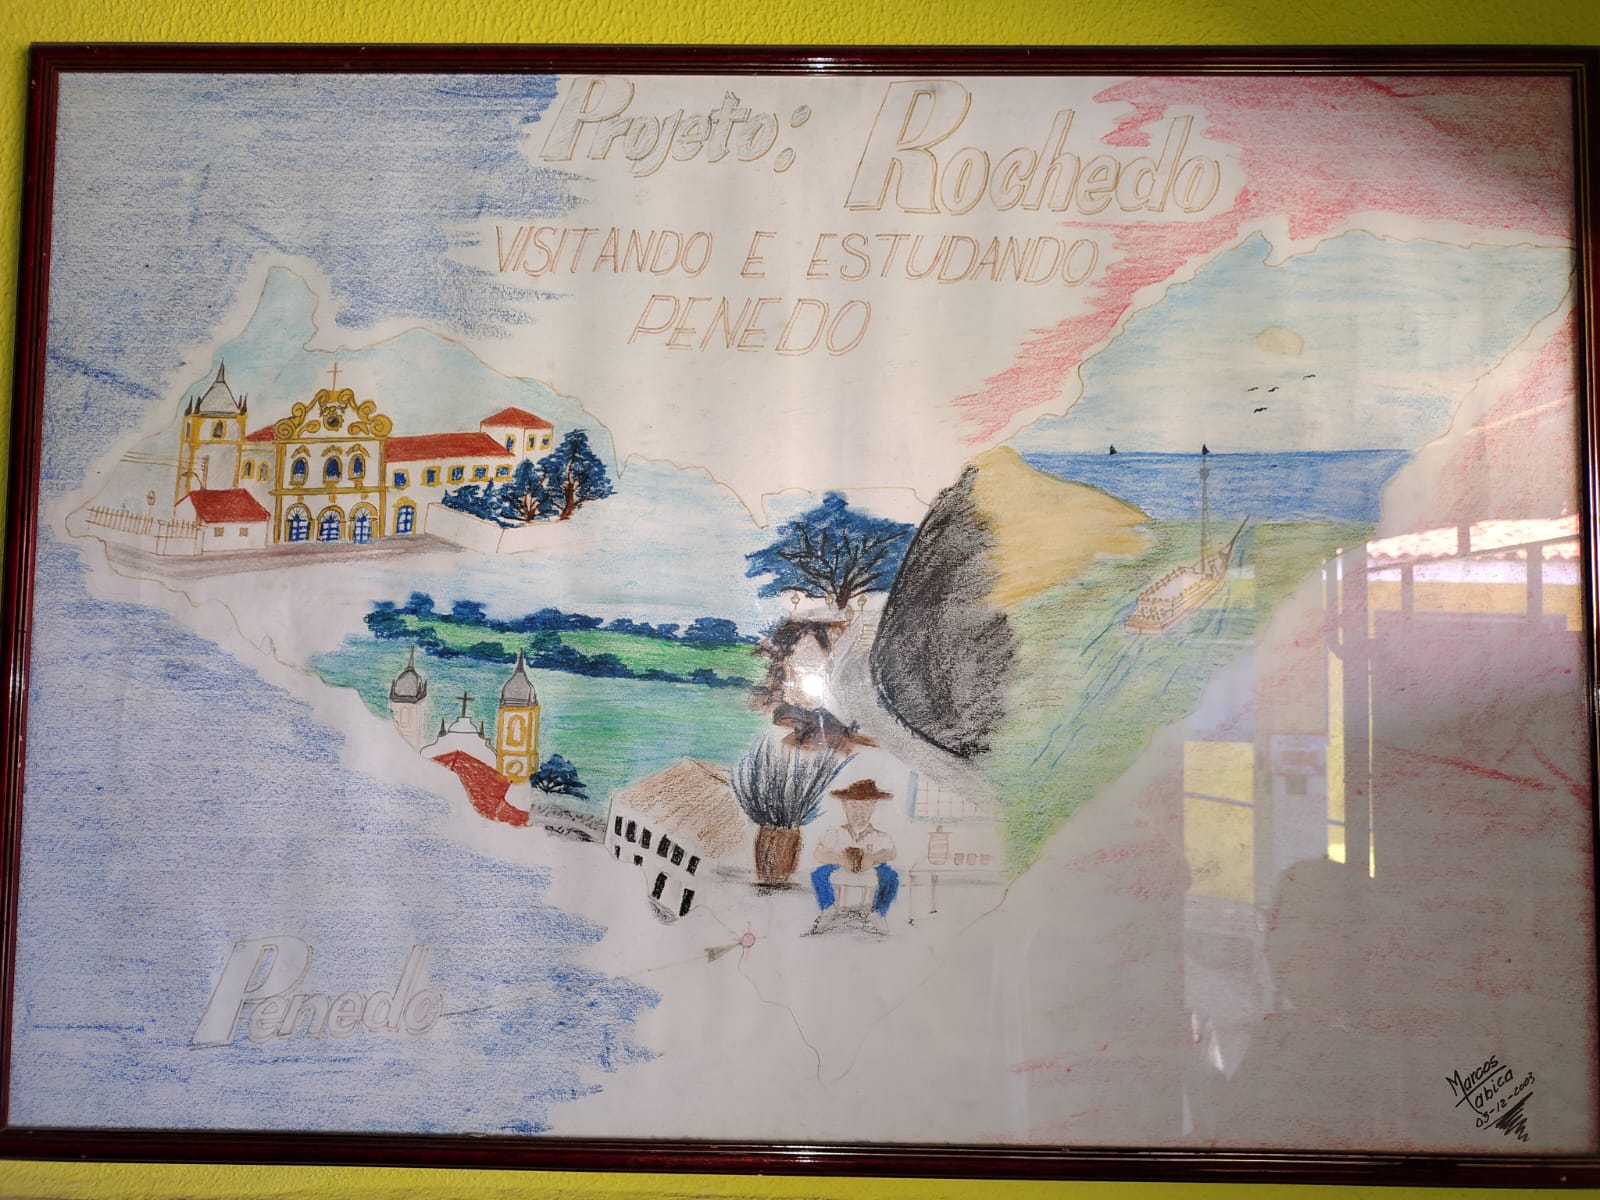 Projeto: Rochedo
VISITANDO E ESTUDANDO
PENEDO
Penedo
Marcos
Tabica
03-12-2003